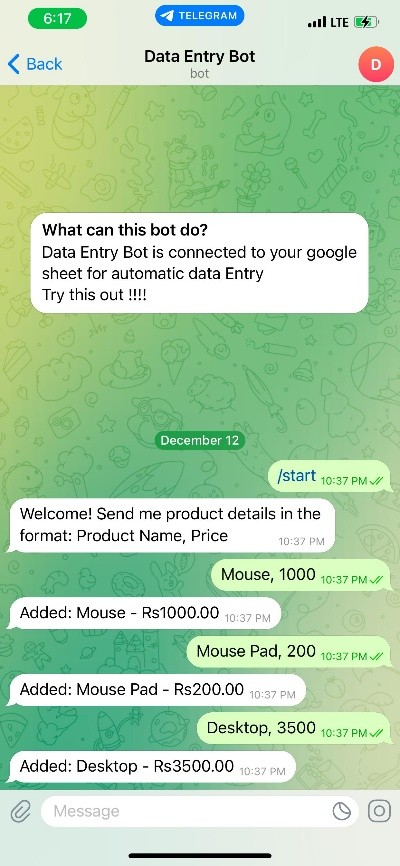 6:17
TELEGRAM
LTE
Back
Data Entry Bot
bot
D
What can this bot do?
Data Entry Bot is connected to your google
sheet for automatic data Entry
Try this out !!!!
December 12
/start 10:37 PM
Welcome! Send me product details in the
format: Product Name, Price 10:37 PM
Mouse, 1000 10:37 PM
Added: Mouse - Rs1000.00 10:37 PM
Mouse Pad, 200 10:37 PM
Added: Mouse Pad - Rs200.00 10:37 PM
Desktop, 3500 10:37 PM
Added: Desktop - Rs3500.00 10:37 PM
Message